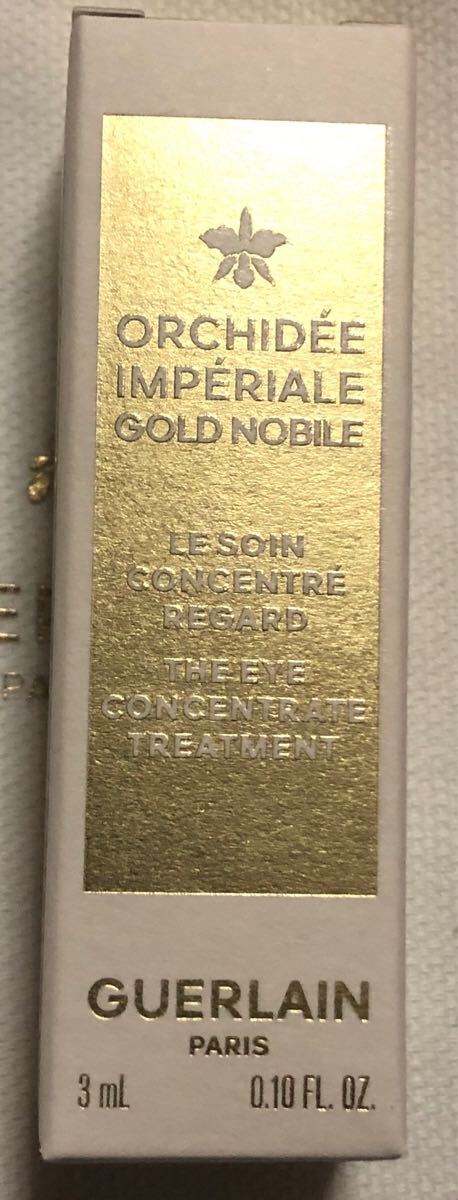 ORCHIDÉE
IMPÉRIALE
GOLD NOBILE
LE SOIN
CONCENTRÉ
REGARD
THE EYE
CONCENTRATE
TREATMENT
GUERLAIN
PARIS
3 mL 0.10 FL. OZ.